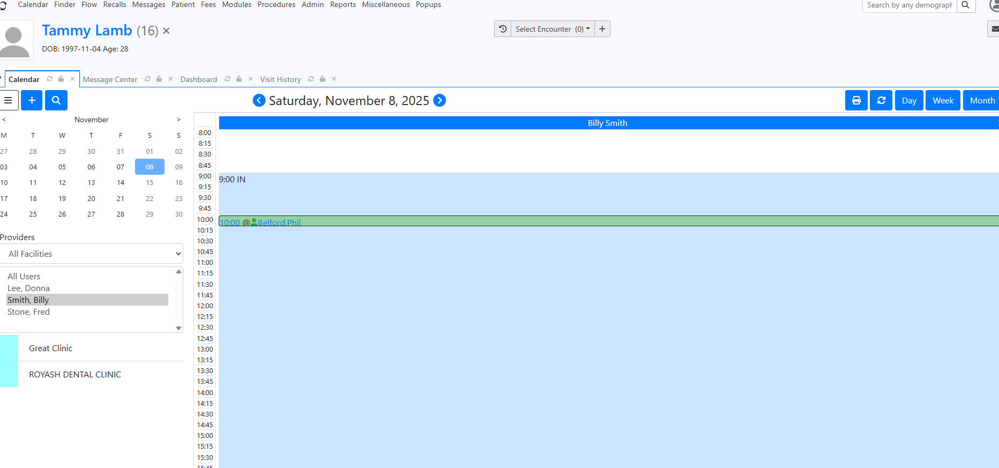 Calendar Finder Flow Recalls Messages Patient Fees Modules Procedures Admin Reports Miscellaneous Popups
Search by any demograph
Tammy Lamb (16) ×
DOB: 1997-11-04 Age: 28
Select Encounter (0)
Calendar Message Center Dashboard Visit History
Saturday, November 8, 2025
Day Week Month
< November >
M T W T F S S
27 28 29 30 31 01 02
03 04 05 06 07 08 09
10 11 12 13 14 15 16
17 18 19 20 21 22 23
24 25 26 27 28 29 30
Providers
All Facilities
All Users
Lee, Donna
Smith, Billy
Stone, Fred
Great Clinic
ROYASH DENTAL CLINIC
Billy Smith
8:00
8:15
8:30
8:45
9:00
9:00 IN
9:15
9:30
9:45
10:00
10:00 @Belford,Phil
10:15
10:30
10:45
11:00
11:15
11:30
11:45
12:00
12:15
12:30
12:45
13:00
13:15
13:30
13:45
14:00
14:15
14:30
14:45
15:00
15:15
15:30
15:45